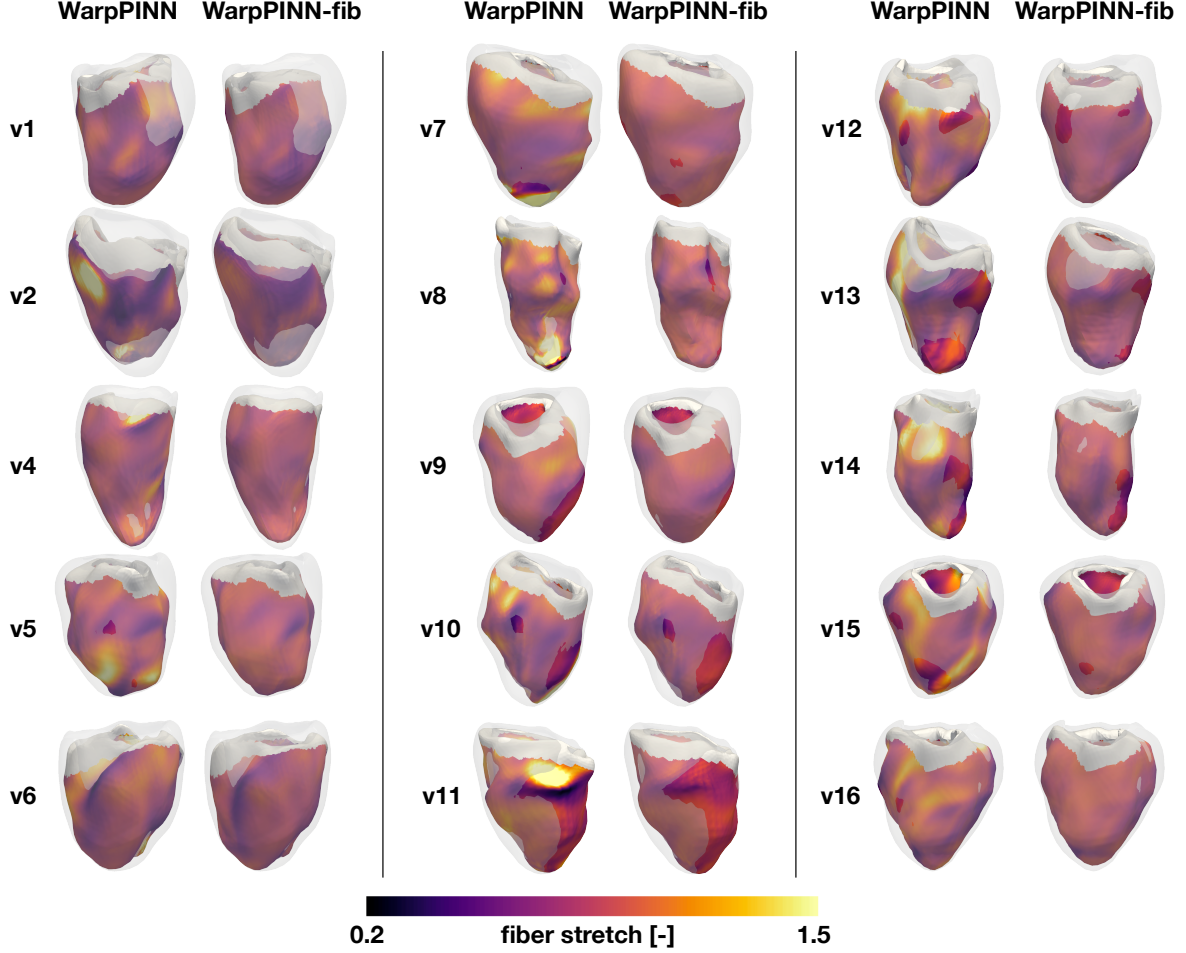 WarpPINN WarpPINN-fib WarpPINN WarpPINN-fib WarpPINN WarpPINN-fib
v1 v7 v12
v2 v8 v13
v4 v9 v14
v5 v10 v15
v6 v11 v16
0.2 fiber stretch [-] 1.5